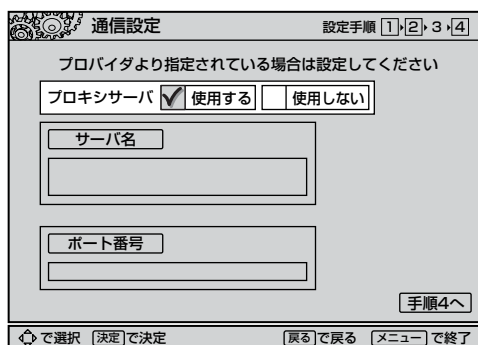 通信設定 設定手順 1 2 3 4
プロバイダより指定されている場合は設定してください
プロキシサーバ 使用する 使用しない
サーバ名
ポート番号
手順4へ
で選択 決定で決定 戻るで戻る メニューで終了